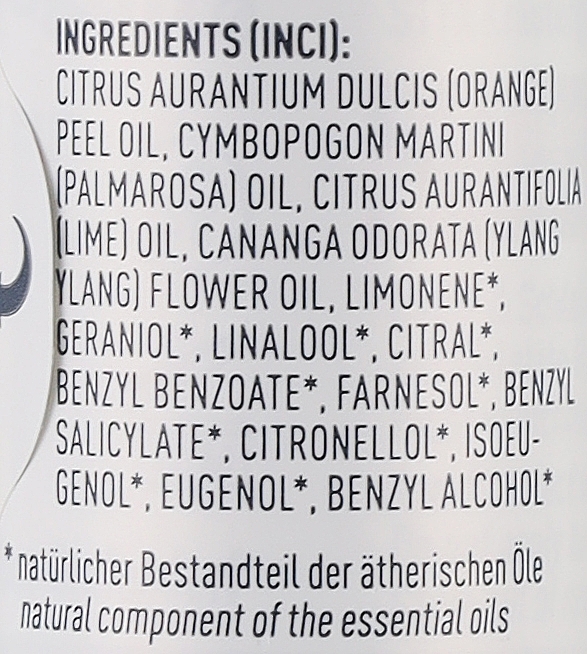 INGREDIENTS (INCI):
CITRUS AURANTIUM DULCIS (ORANGE)
PEEL OIL, CYMBOPOGON MARTINI
(PALMAROSA) OIL, CITRUS AURANTIFOLIA
(LIME) OIL, CANANGA ODORATA (YLANG
YLANG) FLOWER OIL, LIMONENE*,
GERANIOL*, LINALOOL*, CITRAL*,
BENZYL BENZOATE*, FARNESOL*, BENZYL
SALICYLATE*, CITRONELLOL*, ISOEU-
GENOL*, EUGENOL*, BENZYL ALCOHOL*
*natürlicher Bestandteil der ätherischen Öle
natural component of the essential oils